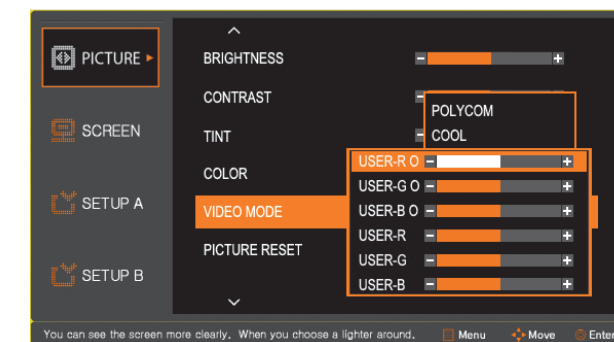 PICTURE
BRIGHTNESS
CONTRAST
POLYCOM
SCREEN
TINT
COOL
USER-R O
COLOR
USER-G O
SETUP A
VIDEO MODE
USER-B O
USER-R
PICTURE RESET
USER-G
SETUP B
USER-B
You can see the screen more clearly. When you choose a lighter around. Menu Move Enter